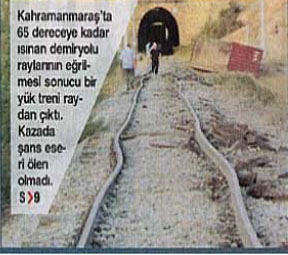 Kahramanmaraş'ta
65 dereceye kadar
ısınan demiryolu
raylarının eğril-
mesi sonucu bir
yük treni ray-
dan çıktı.
Kazada
şans ese-
ri ölen
olmadı.
S>9